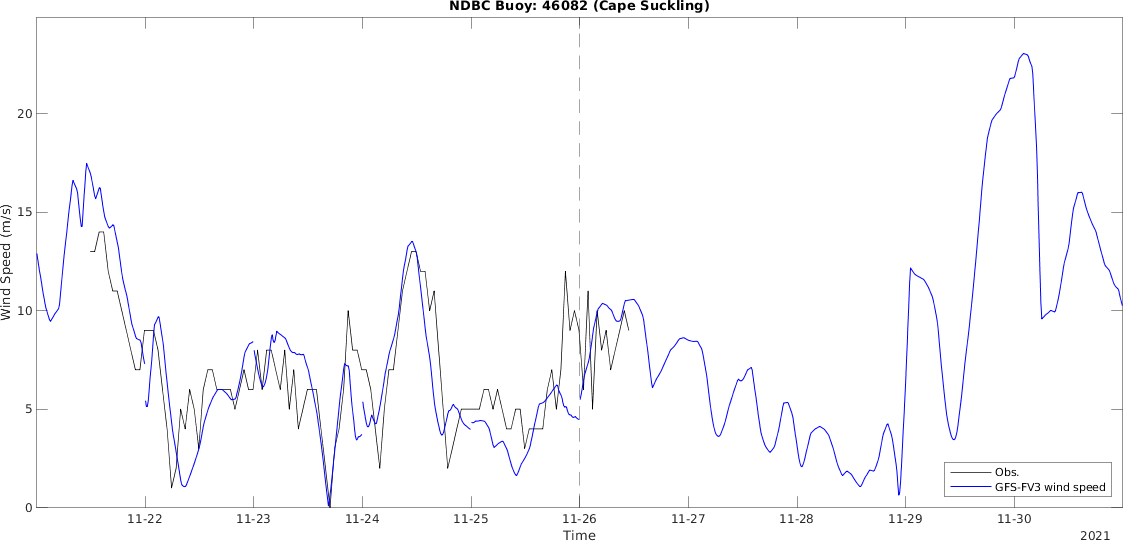 NDBC Buoy: 46082 (Cape Suckling)
Wind Speed (m/s)
20
15
10
5
0
11-22 11-23 11-24 11-25 11-26 11-27 11-28 11-29 11-30
Time
2021
Obs.
GFS-FV3 wind speed